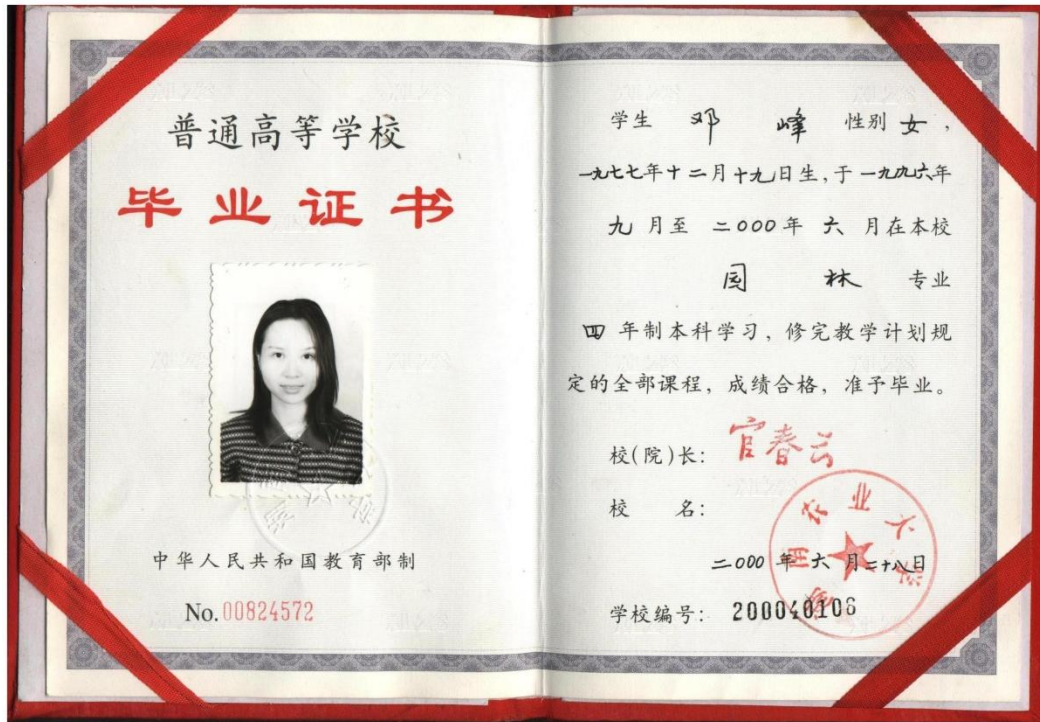 普通高等学校
毕业证书
中华人民共和国教育部制
No.00824572
学生 邓 峰 性别 女,
一九七七年十二月十九日生,于一九九六年
九 月至 二000年 六 月在本校
园 林 专业
四 年制本科学习,修完教学计划规
定的全部课程,成绩合格,准予毕业。
校(院)长: 官春云
校 名:
湖南农业大学
二000年六月二十八日
学校编号: 200040106